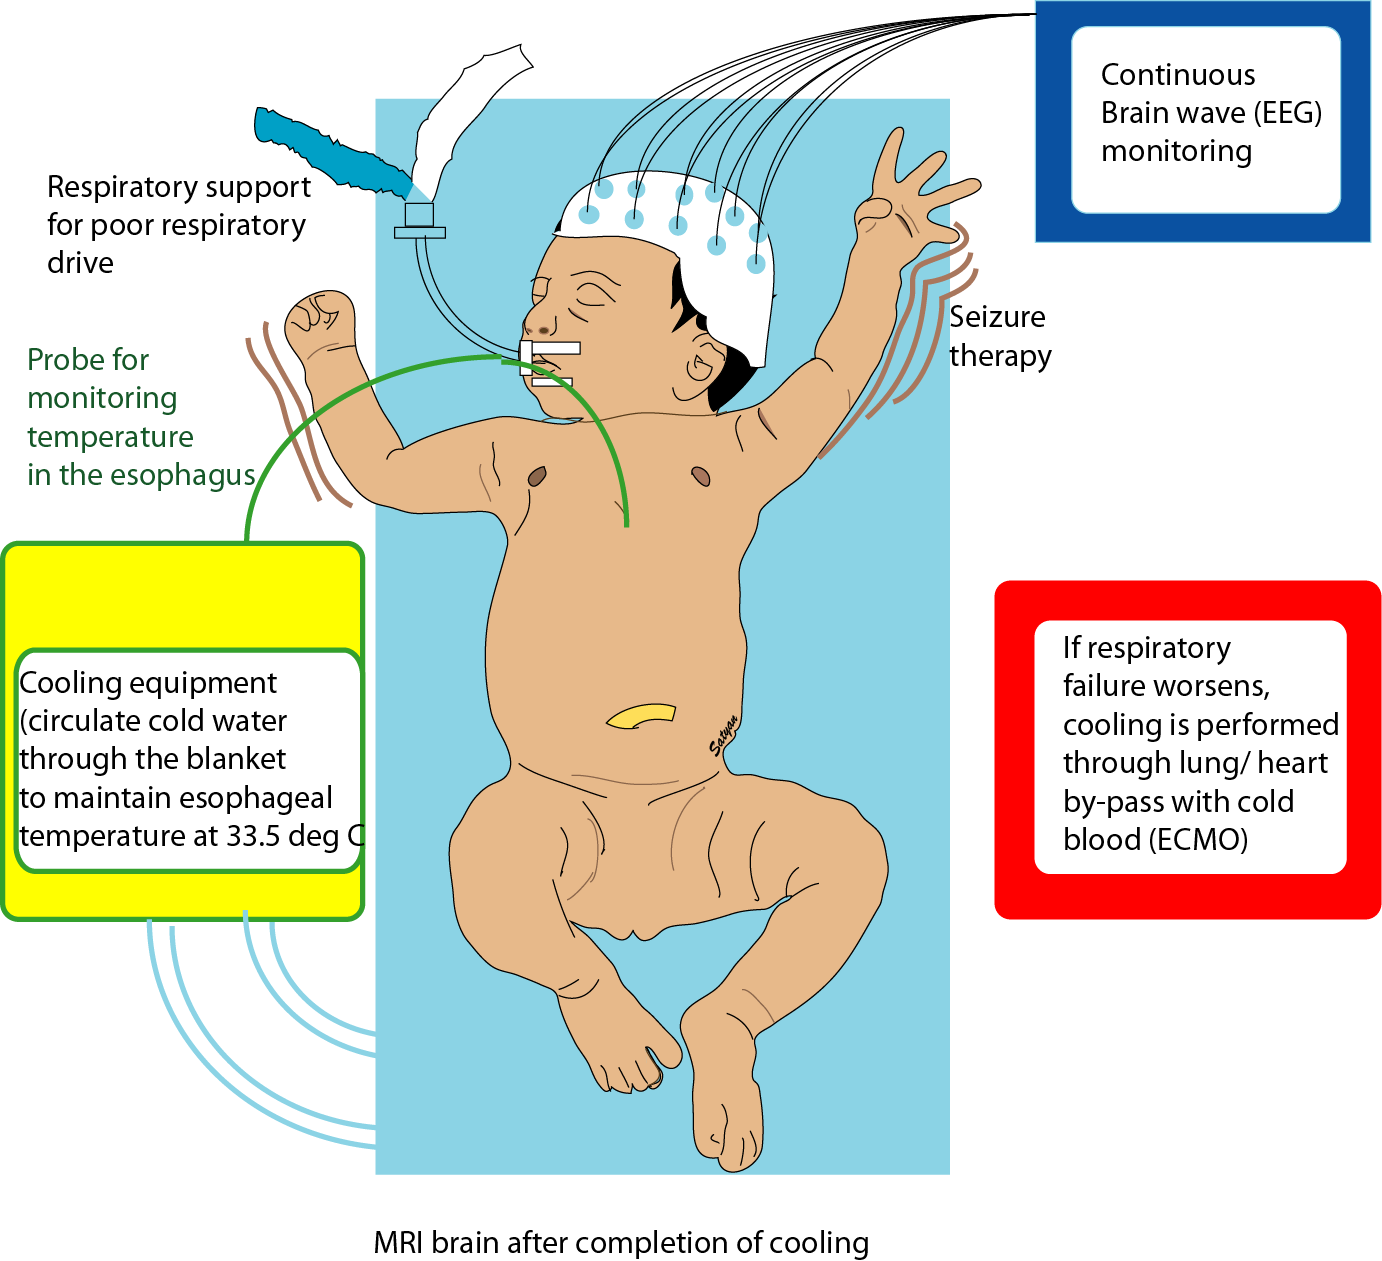 Continuous
Brain wave (EEG)
monitoring
Respiratory support
for poor respiratory
drive
Seizure
therapy
Probe for
monitoring
temperature
in the esophagus
Cooling equipment
(circulate cold water
through the blanket
to maintain esophageal
temperature at 33.5 deg C
If respiratory
failure worsens,
cooling is performed
through lung/ heart
by-pass with cold
blood (ECMO)
Satyan
MRI brain after completion of cooling